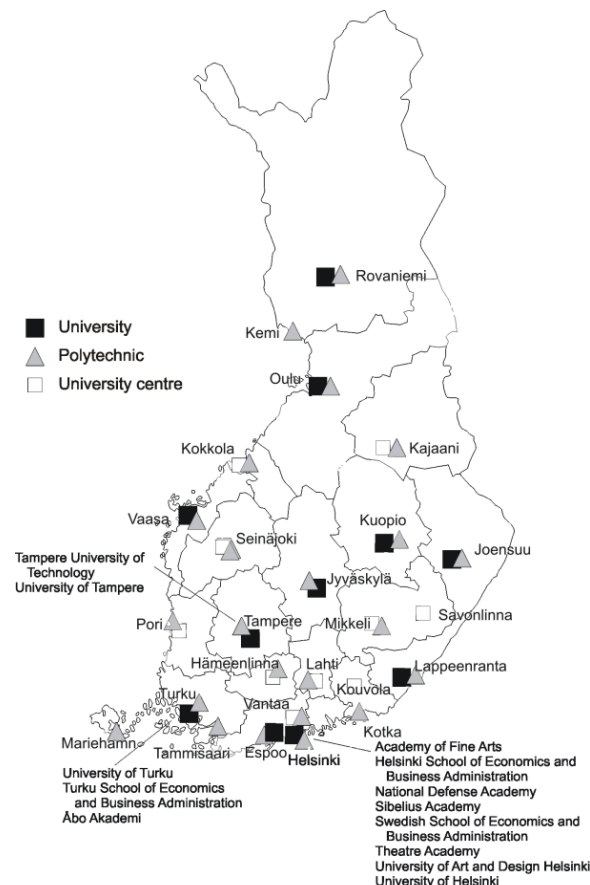 Rovaniemi
University
Kemi
Polytechnic
Oulu
University centre
Kokkola
Kajaani
Vaasa
Kuopio
Seinäjoki
Joensuu
Tampere University of
Technology
University of Tampere
Jyväskylä
Savonlinna
Pori
Tampere
Mikkeli
Hämeenlinna
Lahti
Lappeenranta
Kouvola
Turku
Vantaa
Kotka
Mariehamn
Tammisaari
Espoo
Helsinki
University of Turku
Turku School of Economics
and Business Administration
Åbo Akademi
Academy of Fine Arts
Helsinki School of Economics and
Business Administration
National Defense Academy
Sibelius Academy
Swedish School of Economics and
Business Administration
Theatre Academy
University of Art and Design Helsinki
University of Helsinki